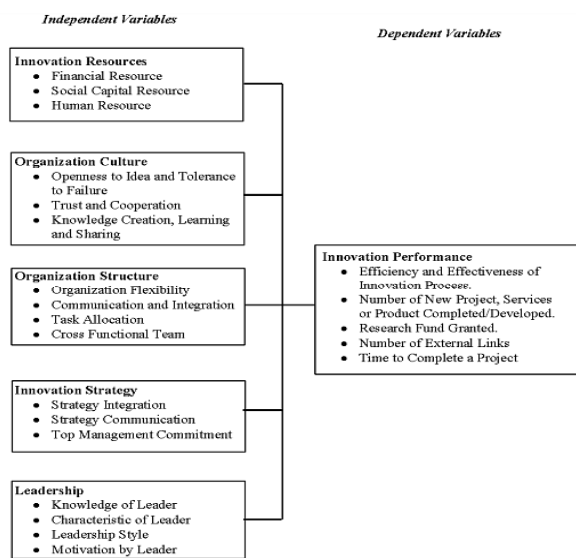 Independent Variables
Dependent Variables
Innovation Resources
● Financial Resource
● Social Capital Resource
● Human Resource
Organization Culture
● Openness to Idea and Tolerance
to Failure
● Trust and Cooperation
● Knowledge Creation, Learning
and Sharing
Organization Structure
● Organization Flexibility
● Communication and Integration
● Task Allocation
● Cross Functional Team
Innovation Performance
● Efficiency and Effectiveness of
Innovation Process.
● Number of New Project, Services
or Product Completed/Developed.
● Research Fund Granted.
● Number of External Links
● Time to Complete a Project
Innovation Strategy
● Strategy Integration
● Strategy Communication
● Top Management Commitment
Leadership
● Knowledge of Leader
● Characteristic of Leader
● Leadership Style
● Motivation by Leader